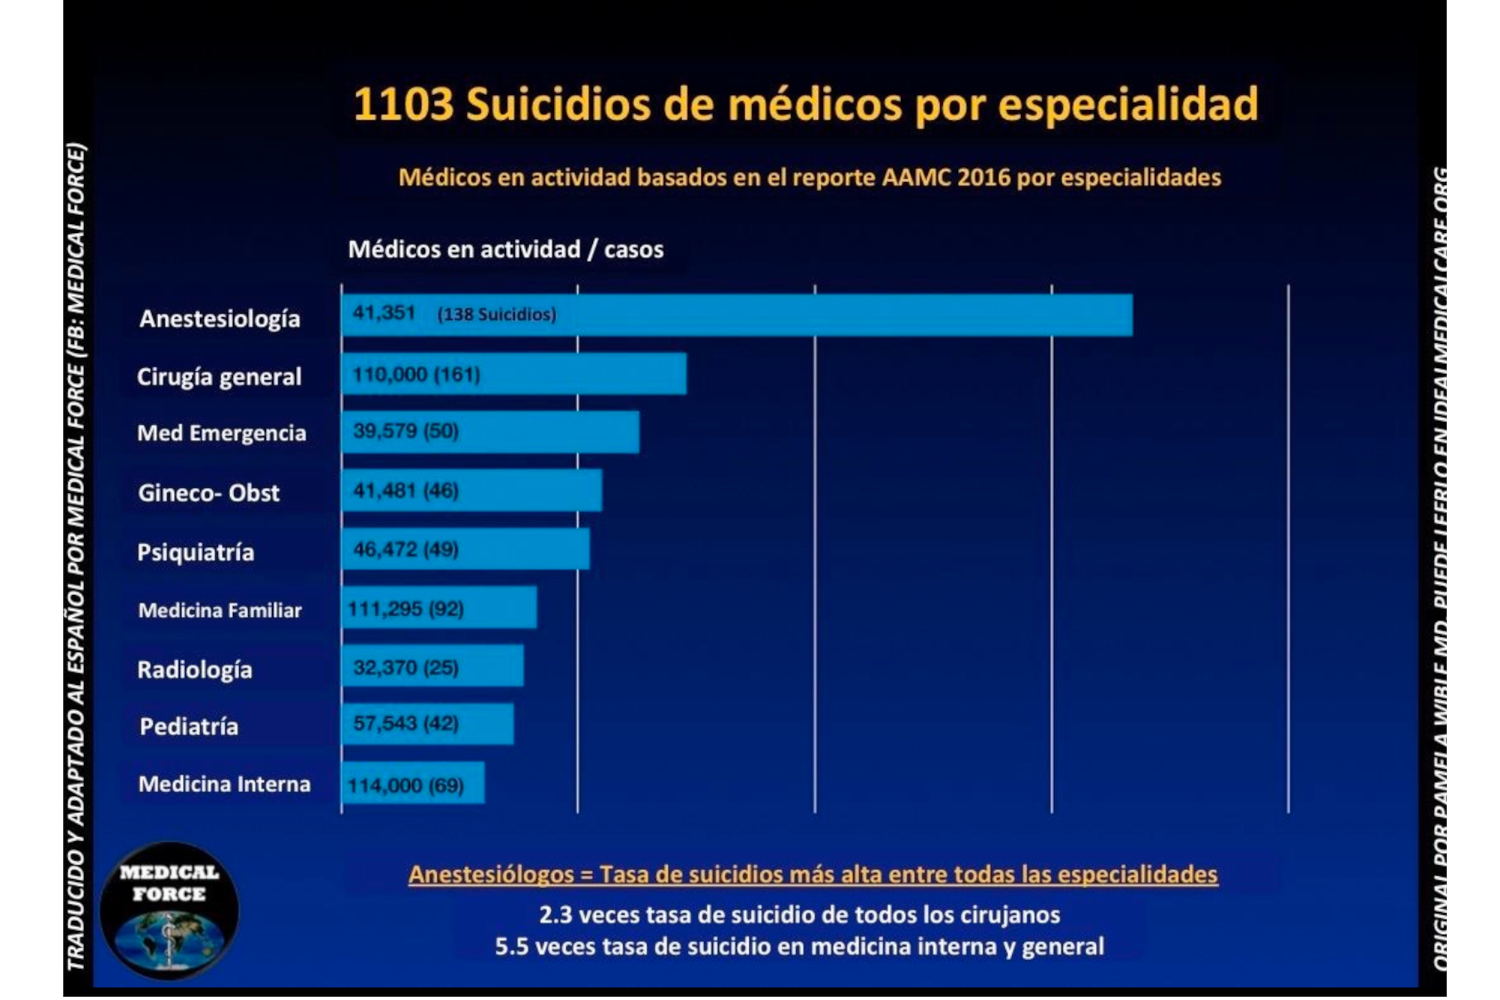 1103 Suicidios de médicos por especialidad
Médicos en actividad basados en el reporte AAMC 2016 por especialidades
Médicos en actividad / casos
Anestesiología 41,351 (138 Suicidios)
Cirugía general 110,000 (161)
Med Emergencia 39,579 (50)
Gineco- Obst 41,481 (46)
Psiquiatría 46,472 (49)
Medicina Familiar 111,295 (92)
Radiología 32,370 (25)
Pediatría 57,543 (42)
Medicina Interna 114,000 (69)
Anestesiólogos = Tasa de suicidios más alta entre todas las especialidades
2.3 veces tasa de suicidio de todos los cirujanos
5.5 veces tasa de suicidio en medicina interna y general
MEDICAL
FORCE
TRADUCIDO Y ADAPTADO AL ESPAÑOL POR MEDICAL FORCE (FB: MEDICAL FORCE)
ORIGINAL POR PAMELA WIBLE MD. PUEDE LEERLO EN IDEALMEDICALCARE.ORG